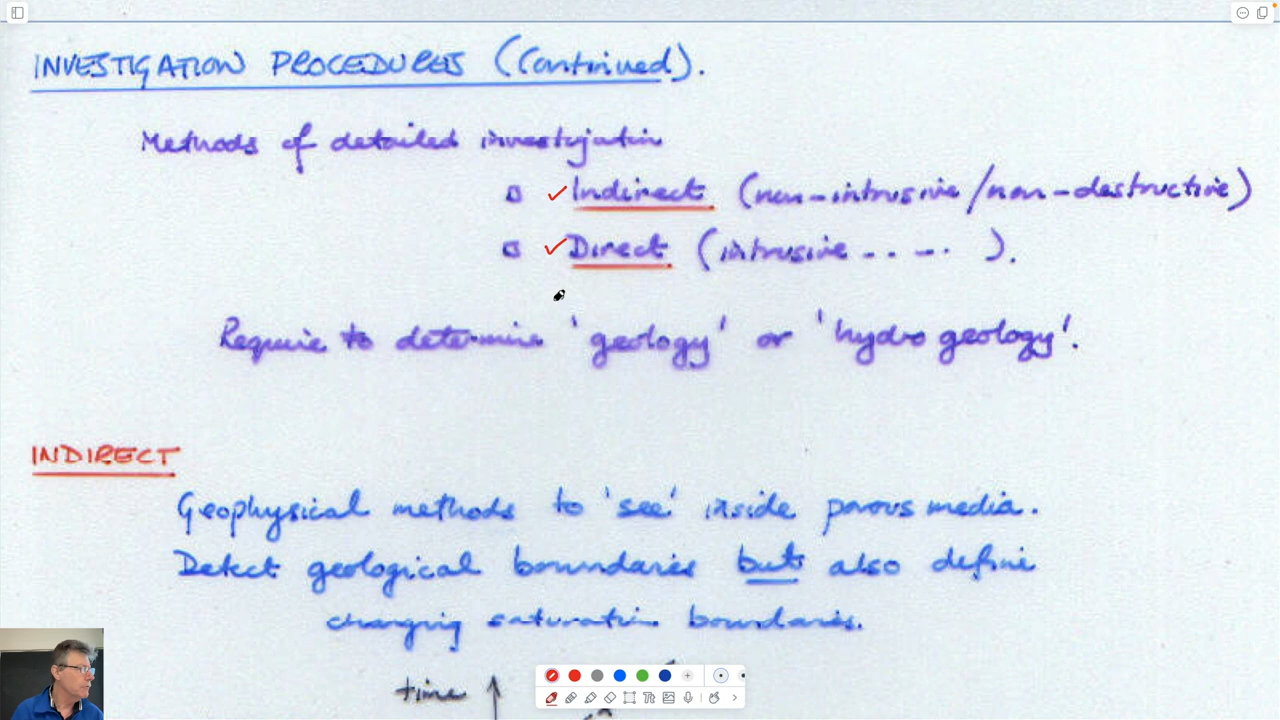 INVESTIGATION PROCEDURES (Continued).
Methods of detailed investigation
Indirect (non-intrusive/non-destructive)
Direct (intrusive - - - - ).
Require to determine 'geology' or 'hydrogeology'.
INDIRECT
Geophysical methods to 'see' inside porous media.
Detect geological boundaries but also define
changing saturation boundaries.
time